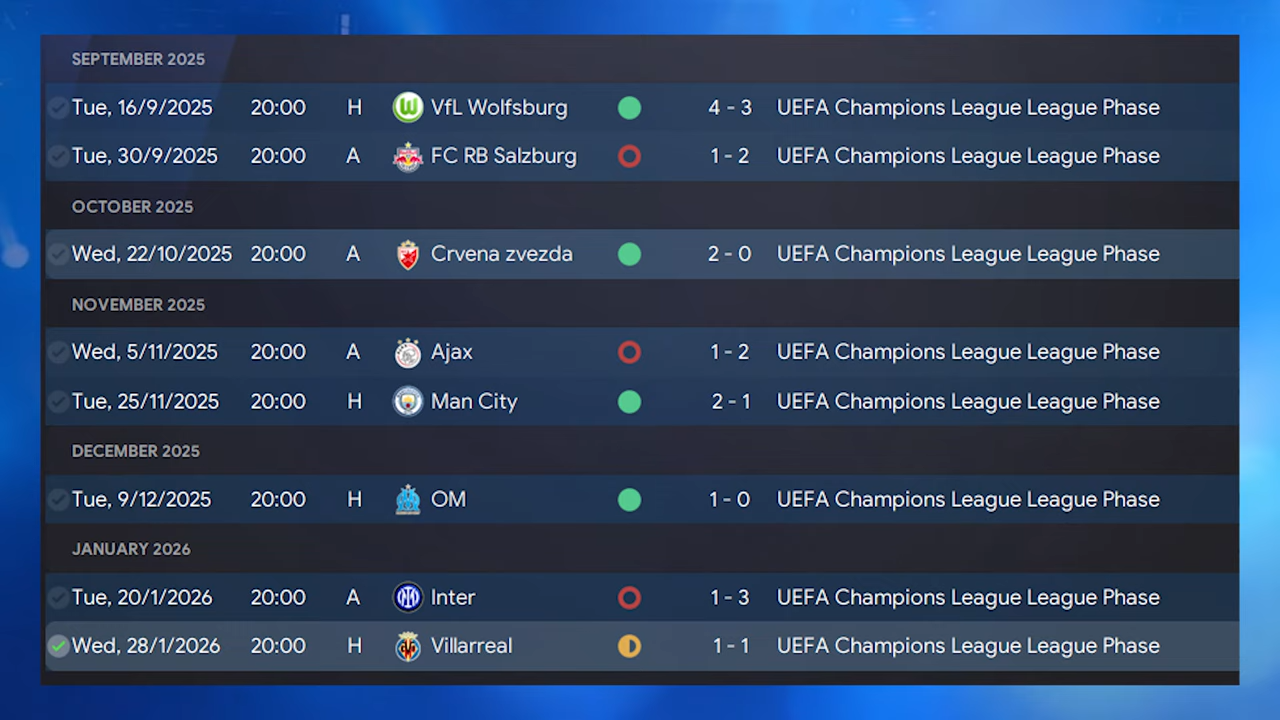 SEPTEMBER 2025
Tue, 16/9/2025 20:00 H VfL Wolfsburg 4 - 3 UEFA Champions League League Phase
Tue, 30/9/2025 20:00 A FC RB Salzburg 1 - 2 UEFA Champions League League Phase
OCTOBER 2025
Wed, 22/10/2025 20:00 A Crvena zvezda 2 - 0 UEFA Champions League League Phase
NOVEMBER 2025
Wed, 5/11/2025 20:00 A Ajax 1 - 2 UEFA Champions League League Phase
Tue, 25/11/2025 20:00 H Man City 2 - 1 UEFA Champions League League Phase
DECEMBER 2025
Tue, 9/12/2025 20:00 H OM 1 - 0 UEFA Champions League League Phase
JANUARY 2026
Tue, 20/1/2026 20:00 A Inter 1 - 3 UEFA Champions League League Phase
Wed, 28/1/2026 20:00 H Villarreal 1 - 1 UEFA Champions League League Phase